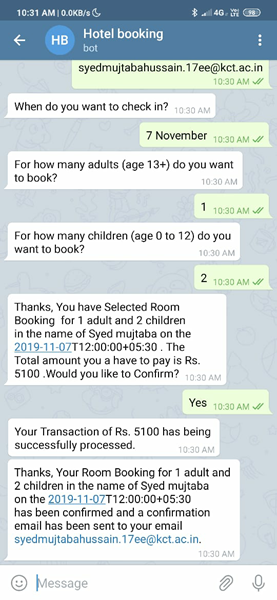 10:31 AM | 0.0KB/s
4G
VoLTE
180
HB
Hotel booking
bot
syedmujtabahussain.17ee@kct.ac.in
10:30 AM
When do you want to check in? 10:30 AM
7 November 10:30 AM
For how many adults (age 13+) do you want
to book?
10:30 AM
1 10:30 AM
For how many children (age 0 to 12) do you
want to book?
10:30 AM
2 10:30 AM
Thanks, You have Selected Room
Booking for 1 adult and 2 children
in the name of Syed mujtaba on the
2019-11-07T12:00:00+05:30 . The
Total amount you a have to pay is Rs.
5100 .Would you like to Confirm? 10:30 AM
Yes 10:30 AM
Your Transaction of Rs. 5100 has being
successfully processed.
10:30 AM
Thanks, Your Room Booking for 1 adult and
2 children in the name of Syed mujtaba
on the 2019-11-07T12:00:00+05:30
has been confirmed and a confirmation
email has been sent to your email
syedmujtabahussain.17ee@kct.ac.in.
10:30 AM
Message